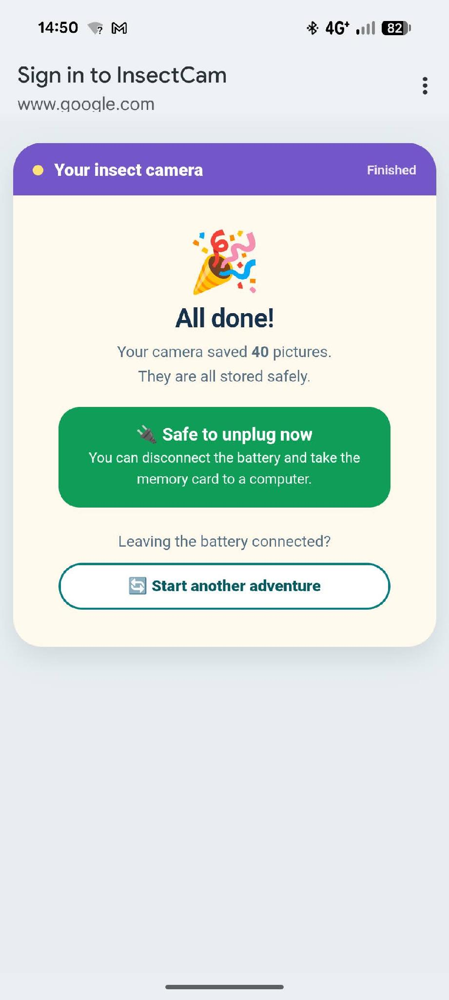 14:50
4G+
82
Sign in to InsectCam
www.google.com
Your insect camera
Finished
All done!
Your camera saved 40 pictures.
They are all stored safely.
Safe to unplug now
You can disconnect the battery and take the
memory card to a computer.
Leaving the battery connected?
Start another adventure